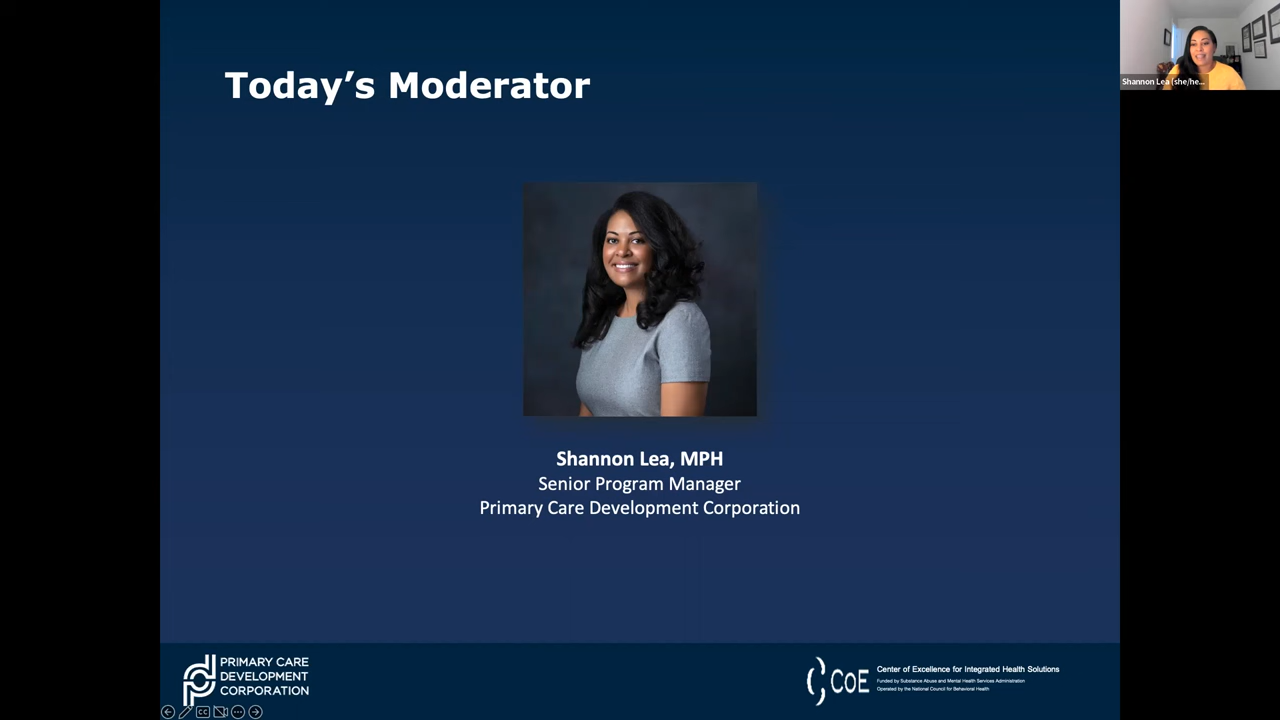 Today's Moderator
Shannon Lea (she/he...
Shannon Lea, MPH
Senior Program Manager
Primary Care Development Corporation
PRIMARY CARE
DEVELOPMENT
CORPORATION
CoE
Center of Excellence for Integrated Health Solutions
Funded by Substance Abuse and Mental Health Services Administration
Operated by the National Council for Behavioral Health
CC